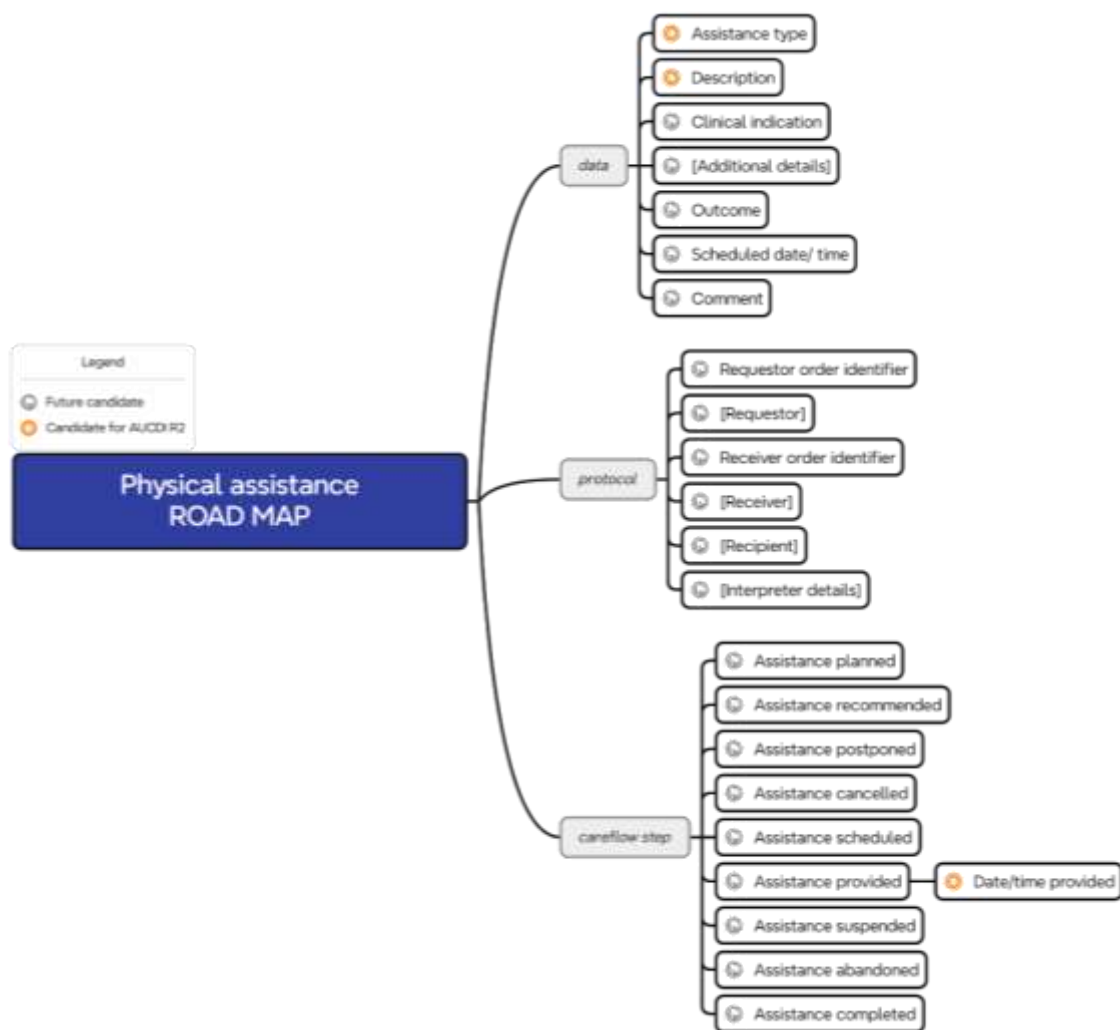 Assistance type
Description
Clinical indication
data
[Additional details]
Outcome
Scheduled date/ time
Comment
Legend
Future candidate
Candidate for AUCDI R2
Physical assistance
ROAD MAP
Requestor order identifier
[Requestor]
Receiver order identifier
protocol
[Receiver]
[Recipient]
[Interpreter details]
Assistance planned
Assistance recommended
Assistance postponed
Assistance cancelled
careflow step
Assistance scheduled
Assistance provided
Date/time provided
Assistance suspended
Assistance abandoned
Assistance completed